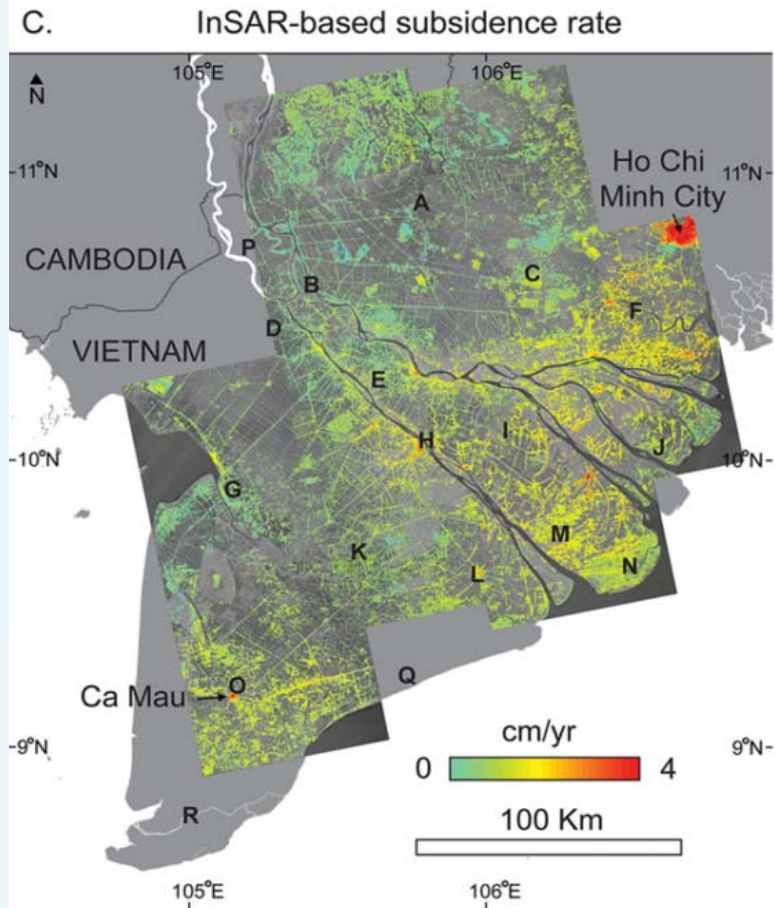 C. InSAR-based subsidence rate
105°E 106°E
N
11°N 11°N
Ho Chi
Minh City
A
P
CAMBODIA
C
B
F
D
VIETNAM
E
H
I
10°N
J
10°N
G
K
M
L
N
O
Q
Ca Mau
cm/yr
0 4
9°N 9°N
100 Km
R
105°E 106°E